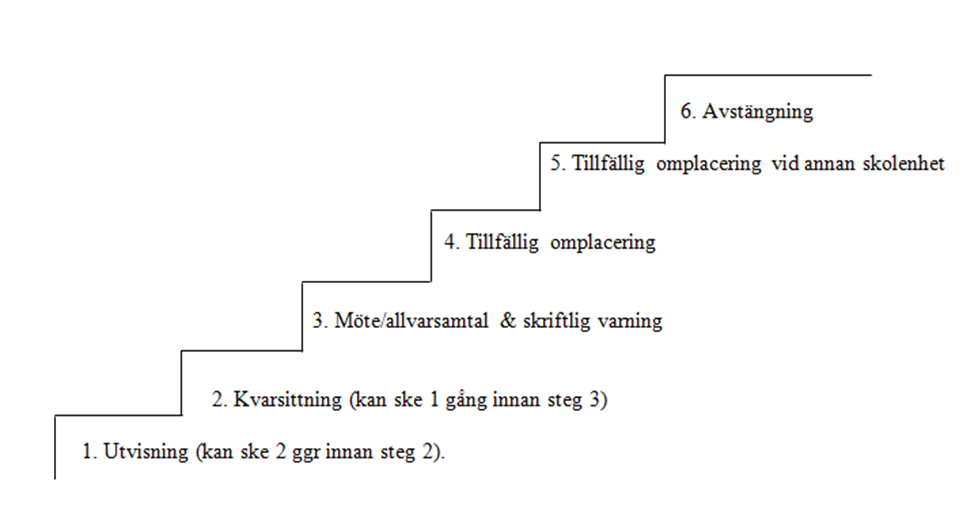 6. Avstängning
5. Tillfällig omplacering vid annan skolenhet
4. Tillfällig omplacering
3. Möte/allvarsamtal & skriftlig varning
2. Kvarsittning (kan ske 1 gång innan steg 3)
1. Utvisning (kan ske 2 ggr innan steg 2).